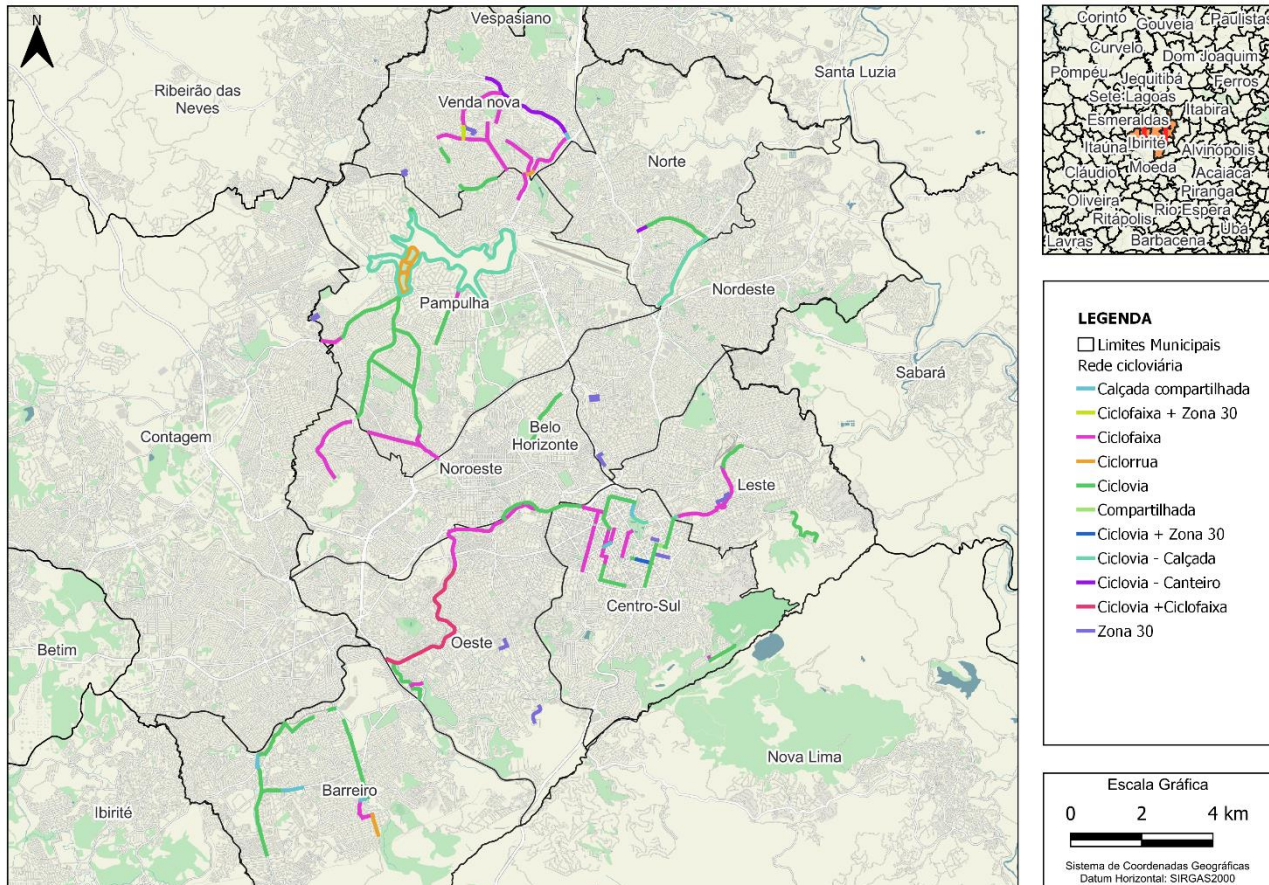 N
Vespasiano
Ribeirão das
Neves
Venda nova
Santa Luzia
Norte
Pampulha
Nordeste
Sabará
Contagem
Belo
Horizonte
Noroeste
Leste
Centro-Sul
Oeste
Betim
Nova Lima
Barreiro
Ibirité
Corinto
Gouveia
Paulistas
Curvelo
Dom Joaquim
Pompéu
Jequitibá
Ferros
Sete Lagoas
Itabira
Esmeraldas
Itaúna
Ibirité
Alvinópolis
Cláudio
Moeda
Acaiaca
Piranga
Oliveira
Rio Espera
Ritápolis
Ubá
Lavras
Barbacena
LEGENDA
Limites Municipais
Rede cicloviária
Calçada compartilhada
Ciclofaixa + Zona 30
Ciclofaixa
Ciclorrua
Ciclovia
Compartilhada
Ciclovia + Zona 30
Ciclovia - Calçada
Ciclovia - Canteiro
Ciclovia +Ciclofaixa
Zona 30
Escala Gráfica
0 2 4 km
Sistema de Coordenadas Geográficas
Datum Horizontal: SIRGAS2000